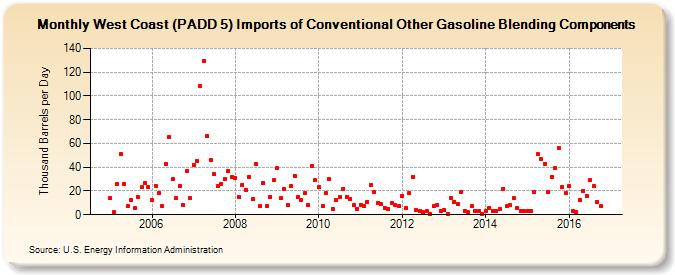 Monthly West Coast (PADD 5) Imports of Conventional Other Gasoline Blending Components
Thousand Barrels per Day
140
120
100
80
60
40
20
0
2006 2008 2010 2012 2014 2016
Source: U.S. Energy Information Administration